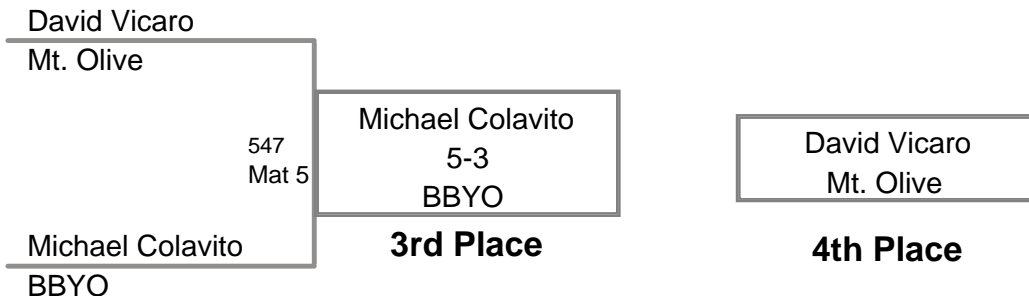 David Vicaro
Mt. Olive
547
Mat 5
Michael Colavito
BBYO
Michael Colavito
5-3
BBYO
3rd Place
David Vicaro
Mt. Olive
4th Place